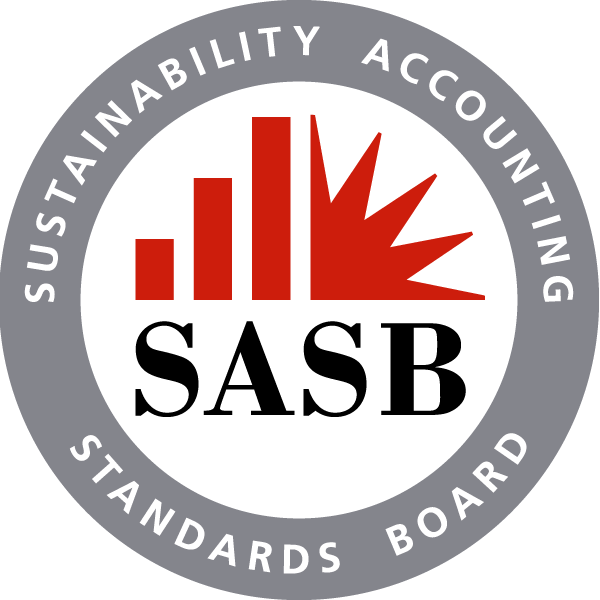 SUSTAINABILITY ACCOUNTING
SASB
STANDARDS BOARD